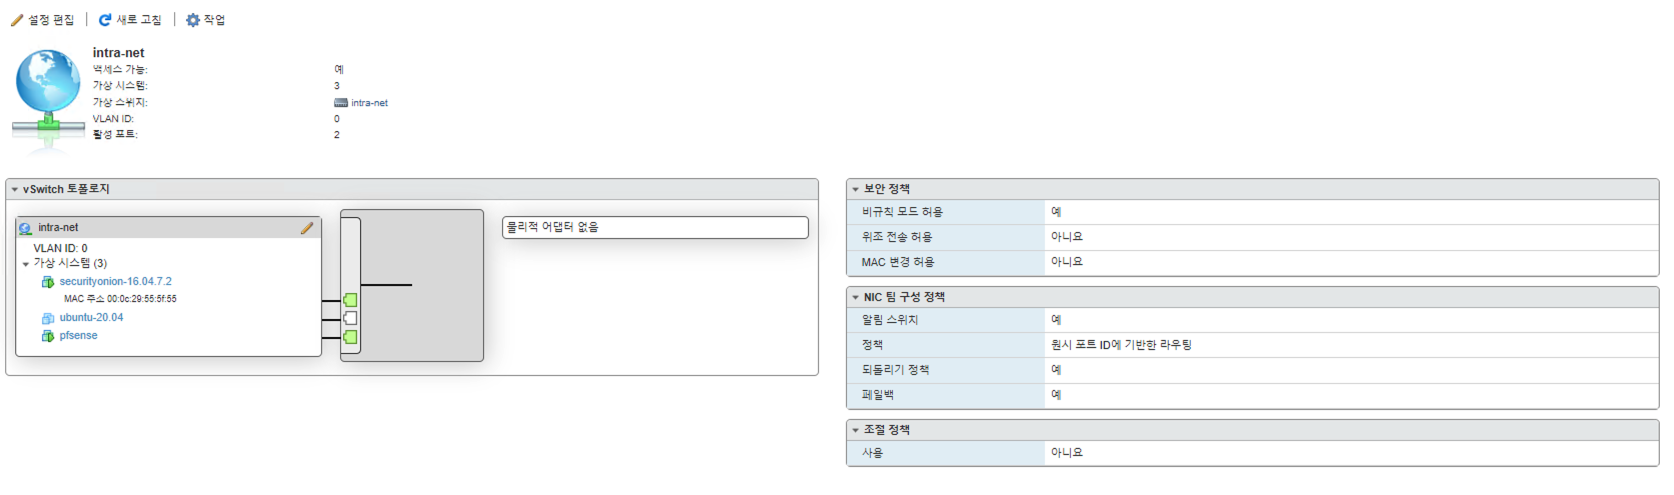 설정 편집 | 새로 고침 | 작업
intra-net
액세스 가능: 예
가상 시스템: 3
가상 스위치: intra-net
VLAN ID: 0
활성 포트: 2
vSwitch 토폴로지
intra-net
VLAN ID: 0
가상 시스템 (3)
securityonion-16.04.7.2
MAC 주소 00:0c:29:55:5f:55
ubuntu-20.04
pfsense
물리적 어댑터 없음
보안 정책
비규칙 모드 허용 예
위조 전송 허용 아니요
MAC 변경 허용 아니요
NIC 팀 구성 정책
알림 스위치 예
정책 원시 포트 ID에 기반한 라우팅
되돌리기 정책 예
페일백 예
조절 정책
사용 아니요